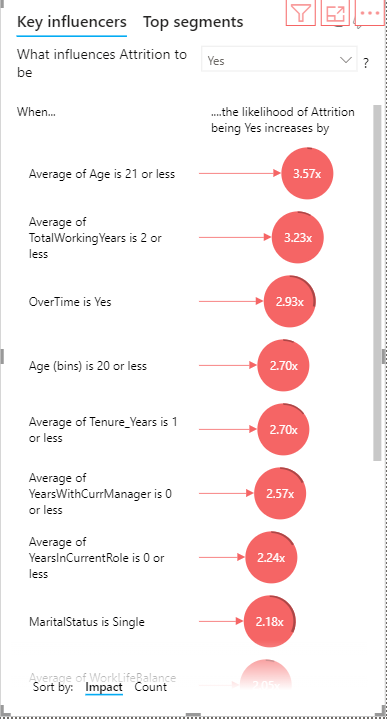 Key influencers Top segments
What influences Attrition to
be
Yes
?
When...
....the likelihood of Attrition
being Yes increases by
Average of Age is 21 or less
3.57x
Average of
TotalWorkingYears is 2 or
less
3.23x
OverTime is Yes
2.93x
Age (bins) is 20 or less
2.70x
Average of Tenure_Years is 1
or less
2.70x
Average of
YearsWithCurrManager is 0
or less
2.57x
Average of
YearsInCurrentRole is 0 or
less
2.24x
MaritalStatus is Single
2.18x
Average of WorkLifeBalance
Sort by: Impact Count